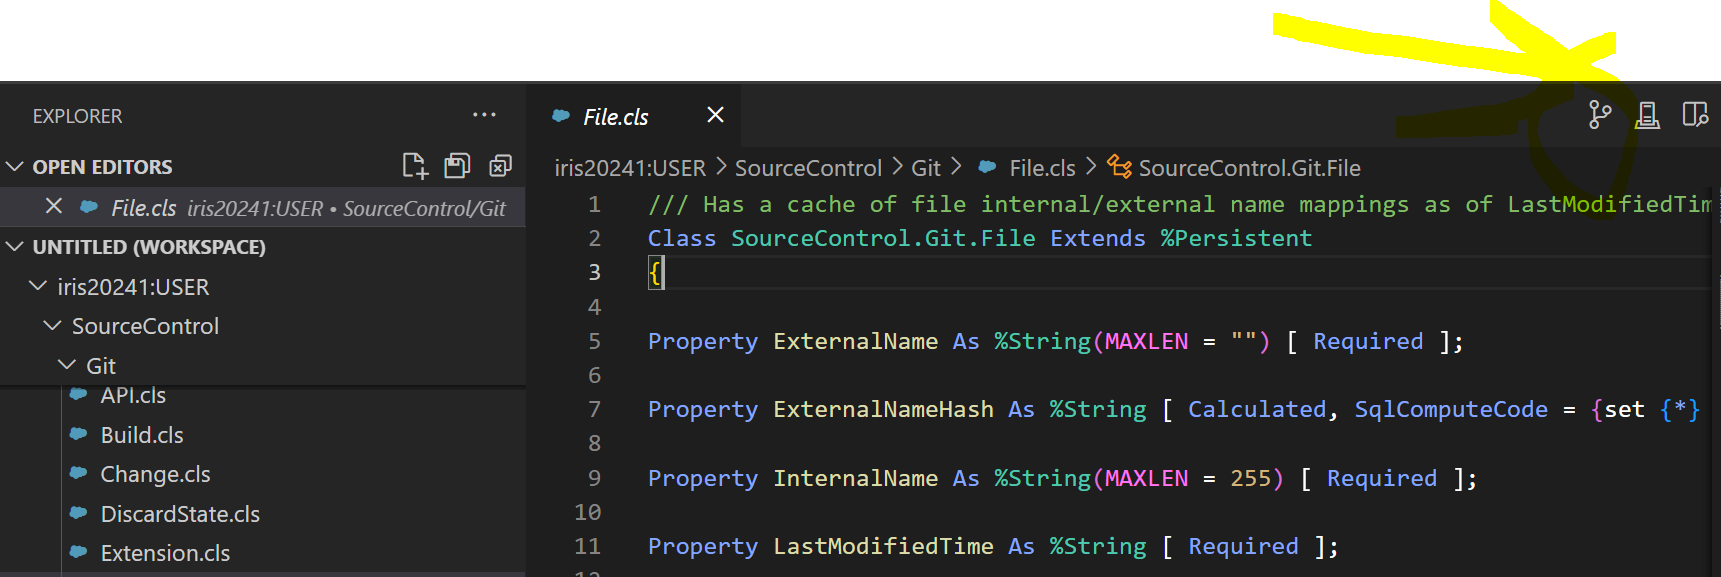 EXPLORER
OPEN EDITORS
File.cls iris20241:USER • SourceControl/Git
UNTITLED (WORKSPACE)
iris20241:USER
SourceControl
Git
API.cls
Build.cls
Change.cls
DiscardState.cls
Extension.cls
File.cls
iris20241:USER > SourceControl > Git > File.cls > SourceControl.Git.File
1 /// Has a cache of file internal/external name mappings as of LastModifiedTim
2 Class SourceControl.Git.File Extends %Persistent
3 {
4
5 Property ExternalName As %String(MAXLEN = "") [ Required ];
6
7 Property ExternalNameHash As %String [ Calculated, SqlComputeCode = {set {*}
8
9 Property InternalName As %String(MAXLEN = 255) [ Required ];
10
11 Property LastModifiedTime As %String [ Required ];